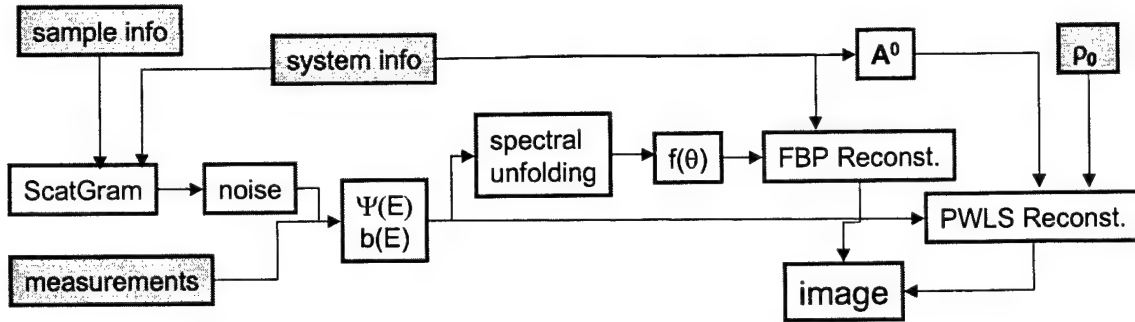 sample info
system info
A⁰
ρ₀
spectral
unfolding
f(θ)
FBP Reconst.
ScatGram
noise
Ψ(E)
b(E)
PWLS Reconst.
measurements
image